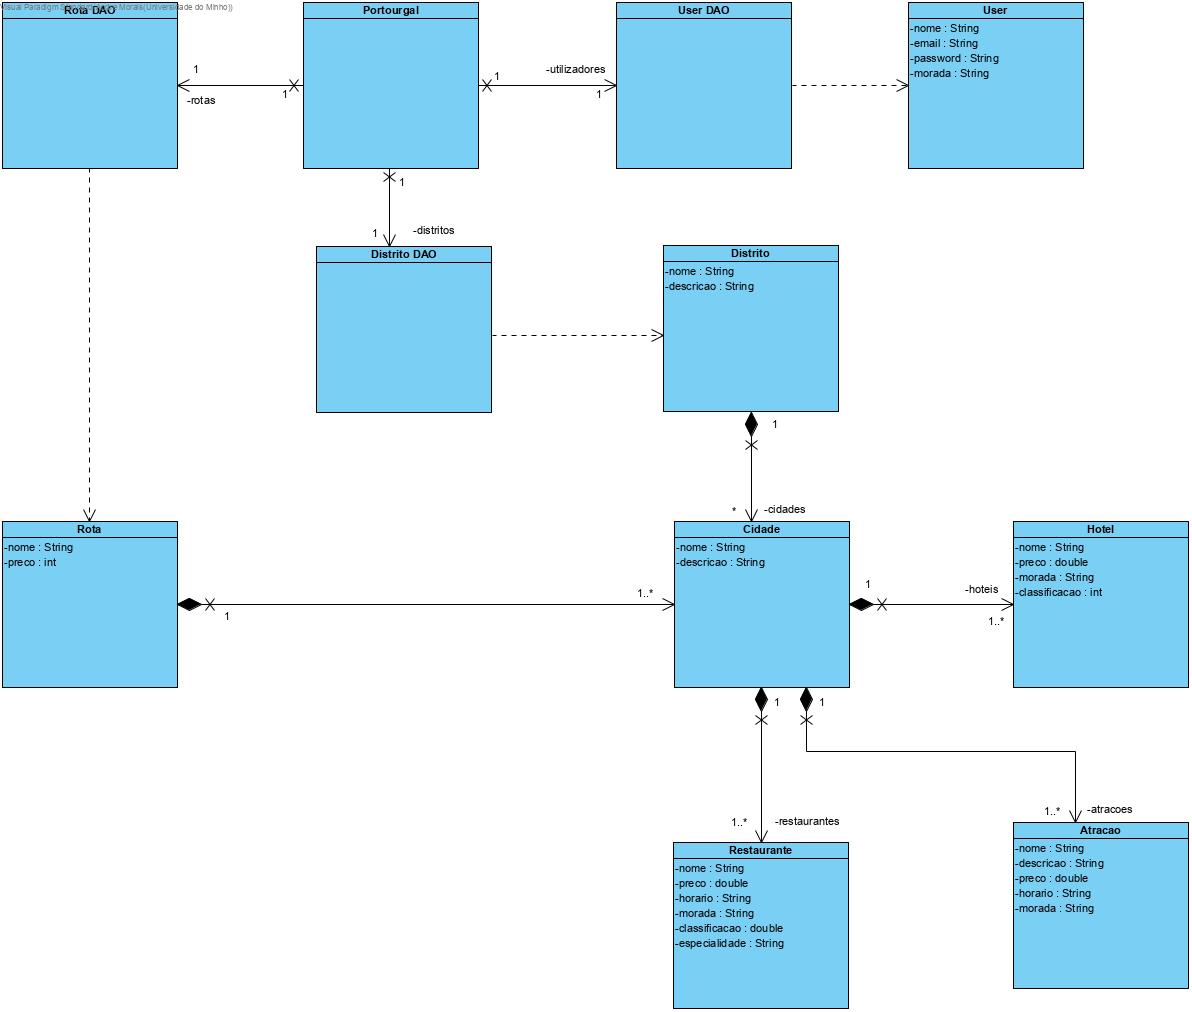 Visual Paradigm Standard(André Morais(Universidade do Minho))
Rota DAO
Portourgal
User DAO
User
-nome : String
-email : String
-password : String
-morada : String
1
-rotas
1
1
-utilizadores
1
1
1
-distritos
Distrito DAO
Distrito
-nome : String
-descricao : String
1
*
-cidades
Rota
-nome : String
-preco : int
1
1..*
Cidade
-nome : String
-descricao : String
1
-hoteis
1..*
Hotel
-nome : String
-preco : double
-morada : String
-classificacao : int
1
1
1..*
-restaurantes
1..*
-atracoes
Restaurante
-nome : String
-preco : double
-horario : String
-morada : String
-classificacao : double
-especialidade : String
Atracao
-nome : String
-descricao : String
-preco : double
-horario : String
-morada : String